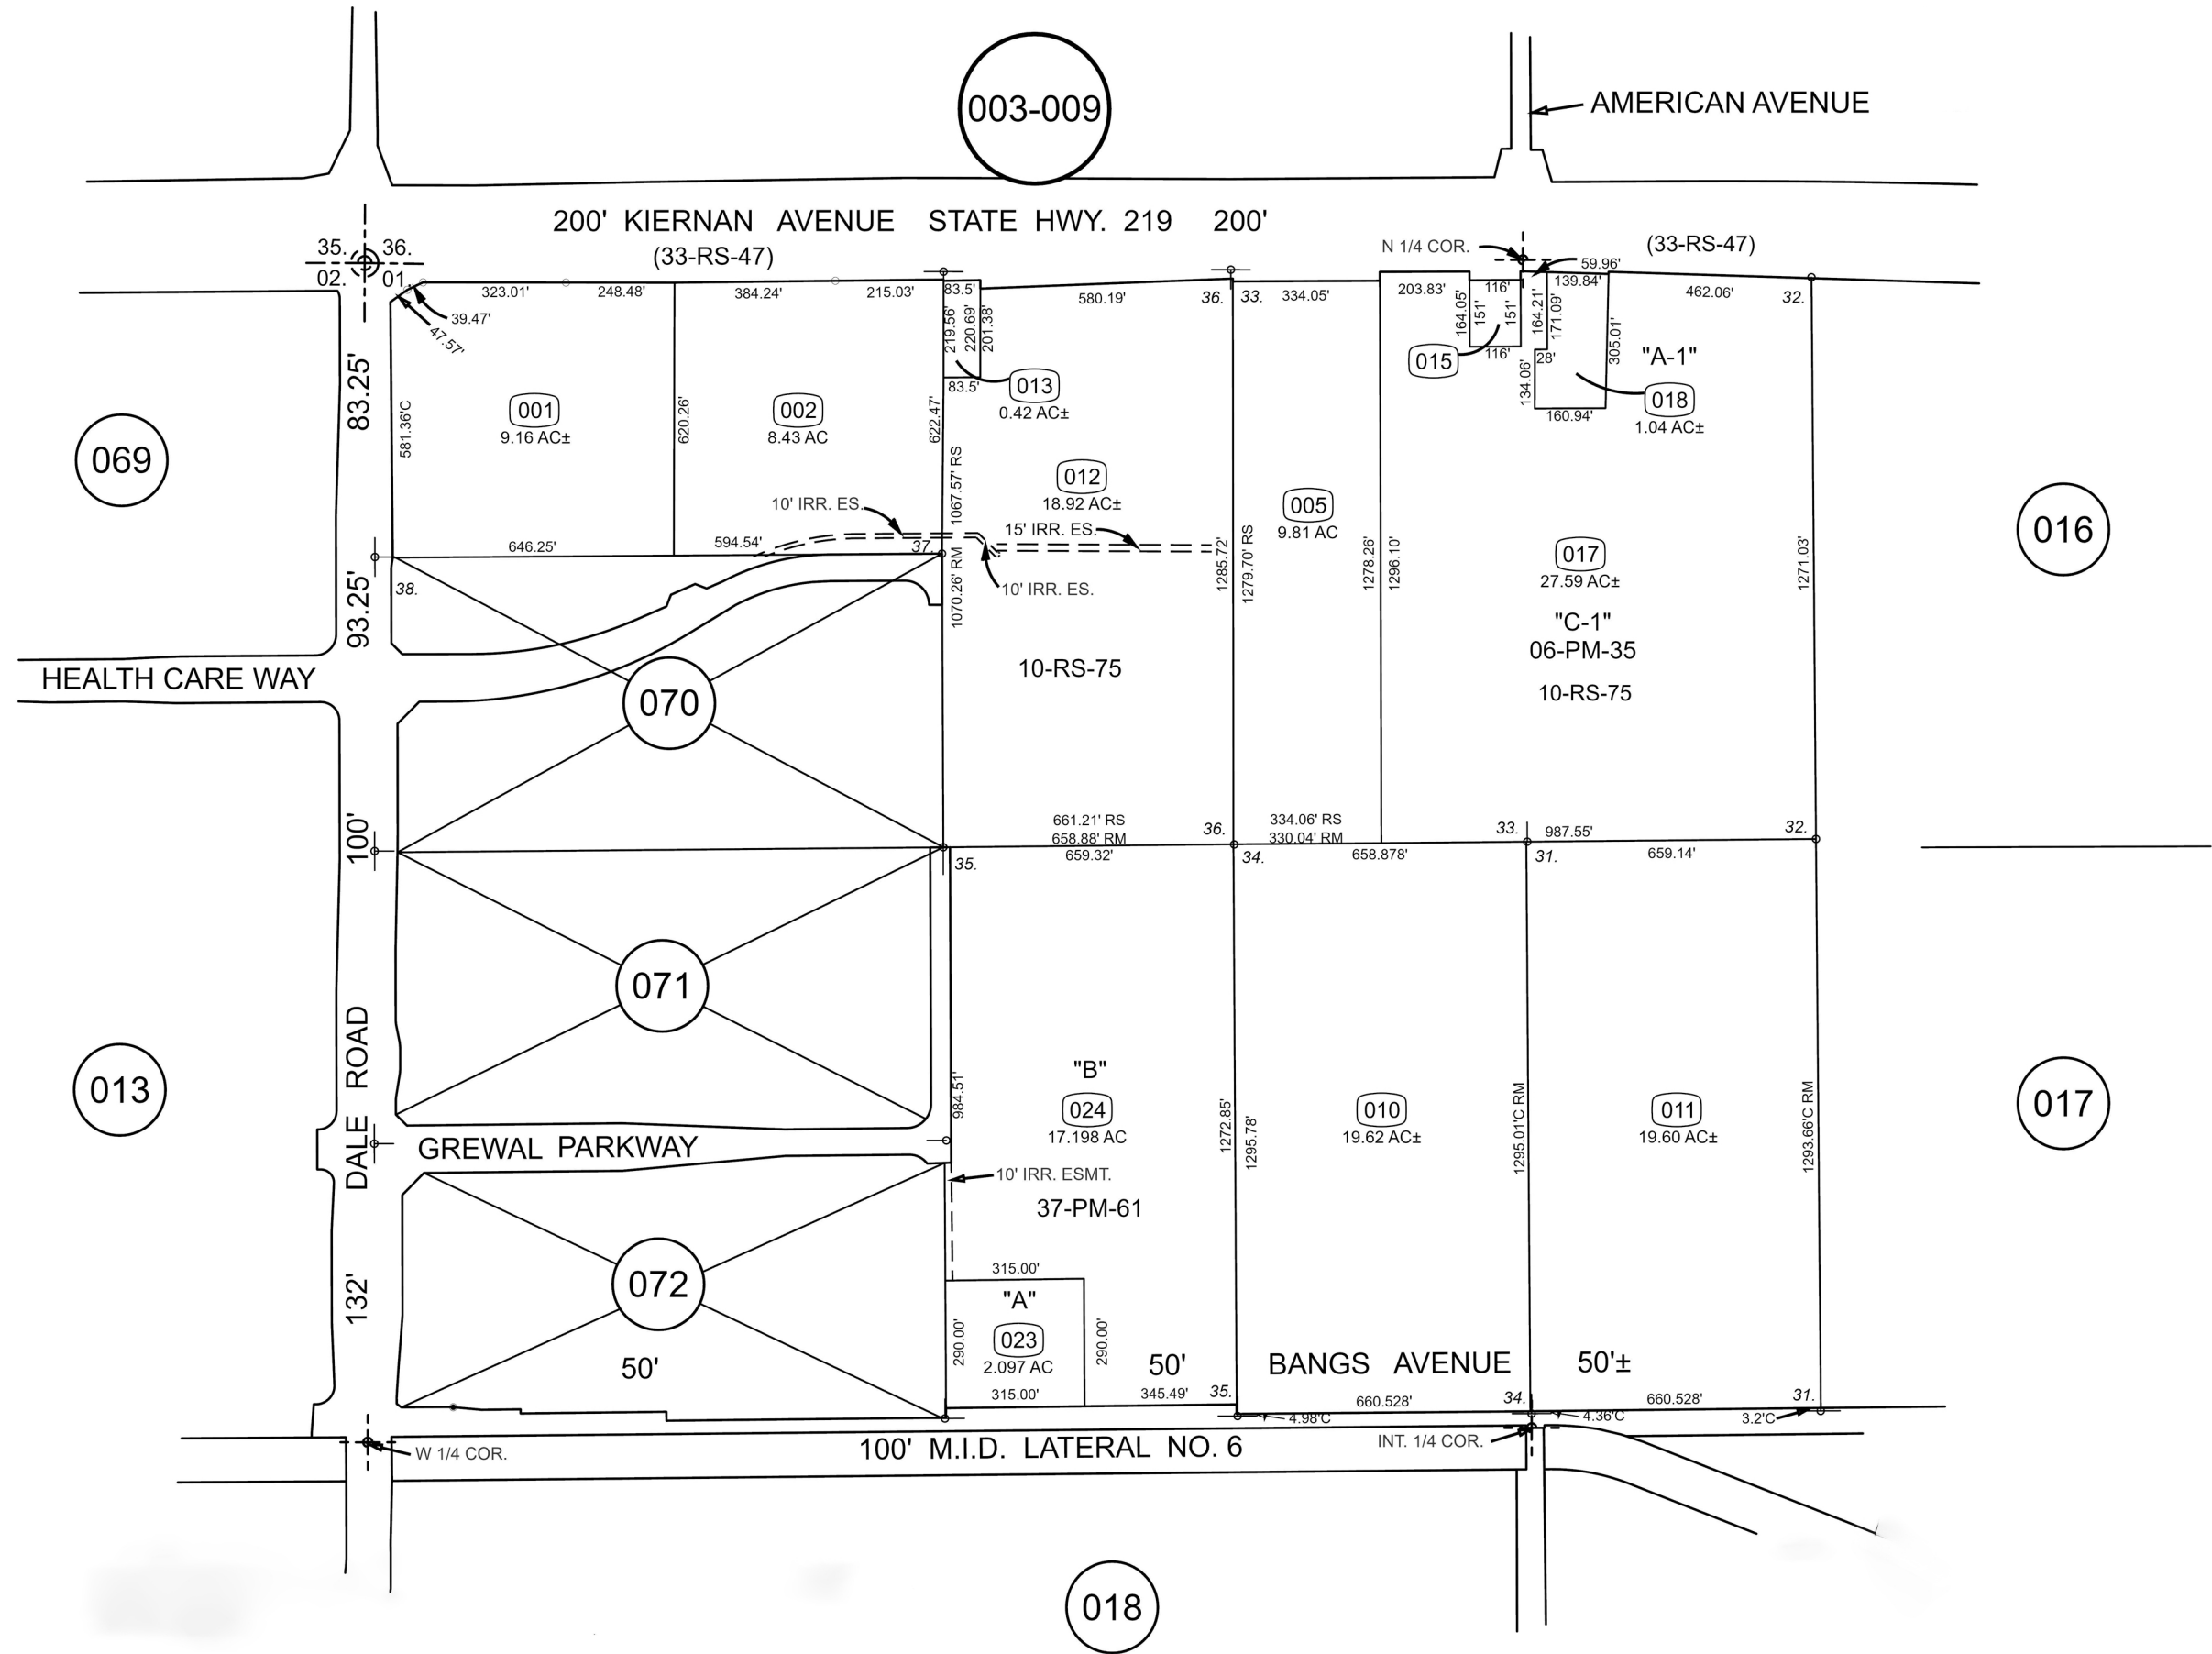 003-009
AMERICAN AVENUE
200' KIERNAN AVENUE STATE HWY. 219 200'
(33-RS-47)
N 1/4 COR.
(33-RS-47)
35. 36.
02. 01.
59.96'
323.01'
248.48'
384.24'
215.03'
83.5'
580.19'
36. 33.
334.05'
203.83'
116'
139.84'
462.06'
32.
39.47'
47.57'
219.56'
220.69'
201.38'
164.05'
151'
151'
164.21'
171.09'
305.01'
015
116'
28'
"A-1"
83.25'
581.36'C
001
9.16 AC±
620.26'
002
8.43 AC
622.47'
83.5'
013
0.42 AC±
134.06'
160.94'
018
1.04 AC±
069
1067.57' RS
012
18.92 AC±
005
9.81 AC
016
10' IRR. ES.
15' IRR. ES.
646.25'
594.54'
37.
1285.72'
1279.70' RS
1278.26'
1296.10'
017
27.59 AC±
1271.03'
38.
93.25'
1070.26' RM
10' IRR. ES.
"C-1"
06-PM-35
10-RS-75
10-RS-75
HEALTH CARE WAY
070
661.21' RS
658.88' RM
659.32'
36.
334.06' RS
330.04' RM
33.
987.55'
32.
100'
35.
34.
658.878'
31.
659.14'
071
013
DALE ROAD
984.51'
"B"
024
17.198 AC
1272.85'
1295.78'
010
19.62 AC±
1295.01'C RM
011
19.60 AC±
1293.66'C RM
017
GREWAL PARKWAY
10' IRR. ESMT.
37-PM-61
132'
072
50'
315.00'
"A"
023
2.097 AC
290.00'
290.00'
315.00'
50'
BANGS AVENUE
50'±
345.49'
35.
660.528'
34.
660.528'
31.
4.98'C
4.36'C
3.2'C
W 1/4 COR.
100' M.I.D. LATERAL NO. 6
INT. 1/4 COR.
018